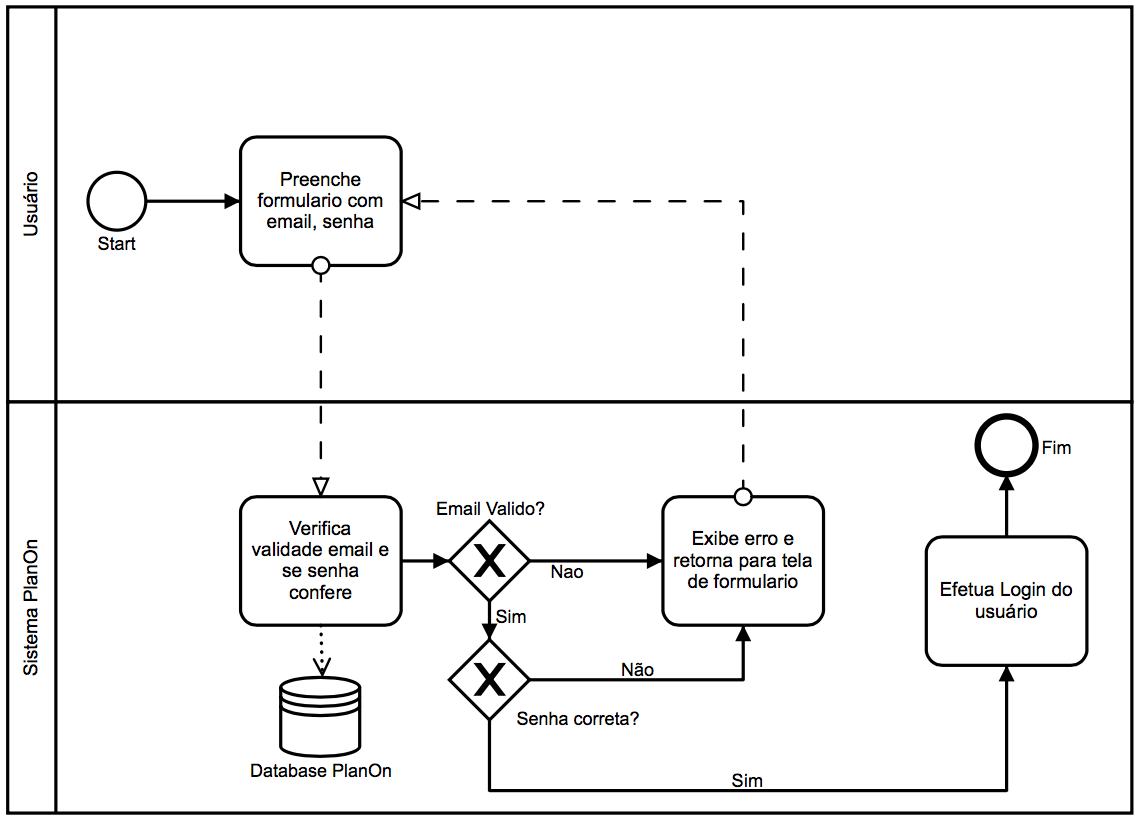 Usuário
Start
Preenche
formulario com
email, senha
Sistema PlanOn
Verifica
validade email e
se senha
confere
Database PlanOn
Email Valido?
Nao
Sim
Senha correta?
Não
Sim
Exibe erro e
retorna para tela
de formulario
Efetua Login do
usuário
Fim